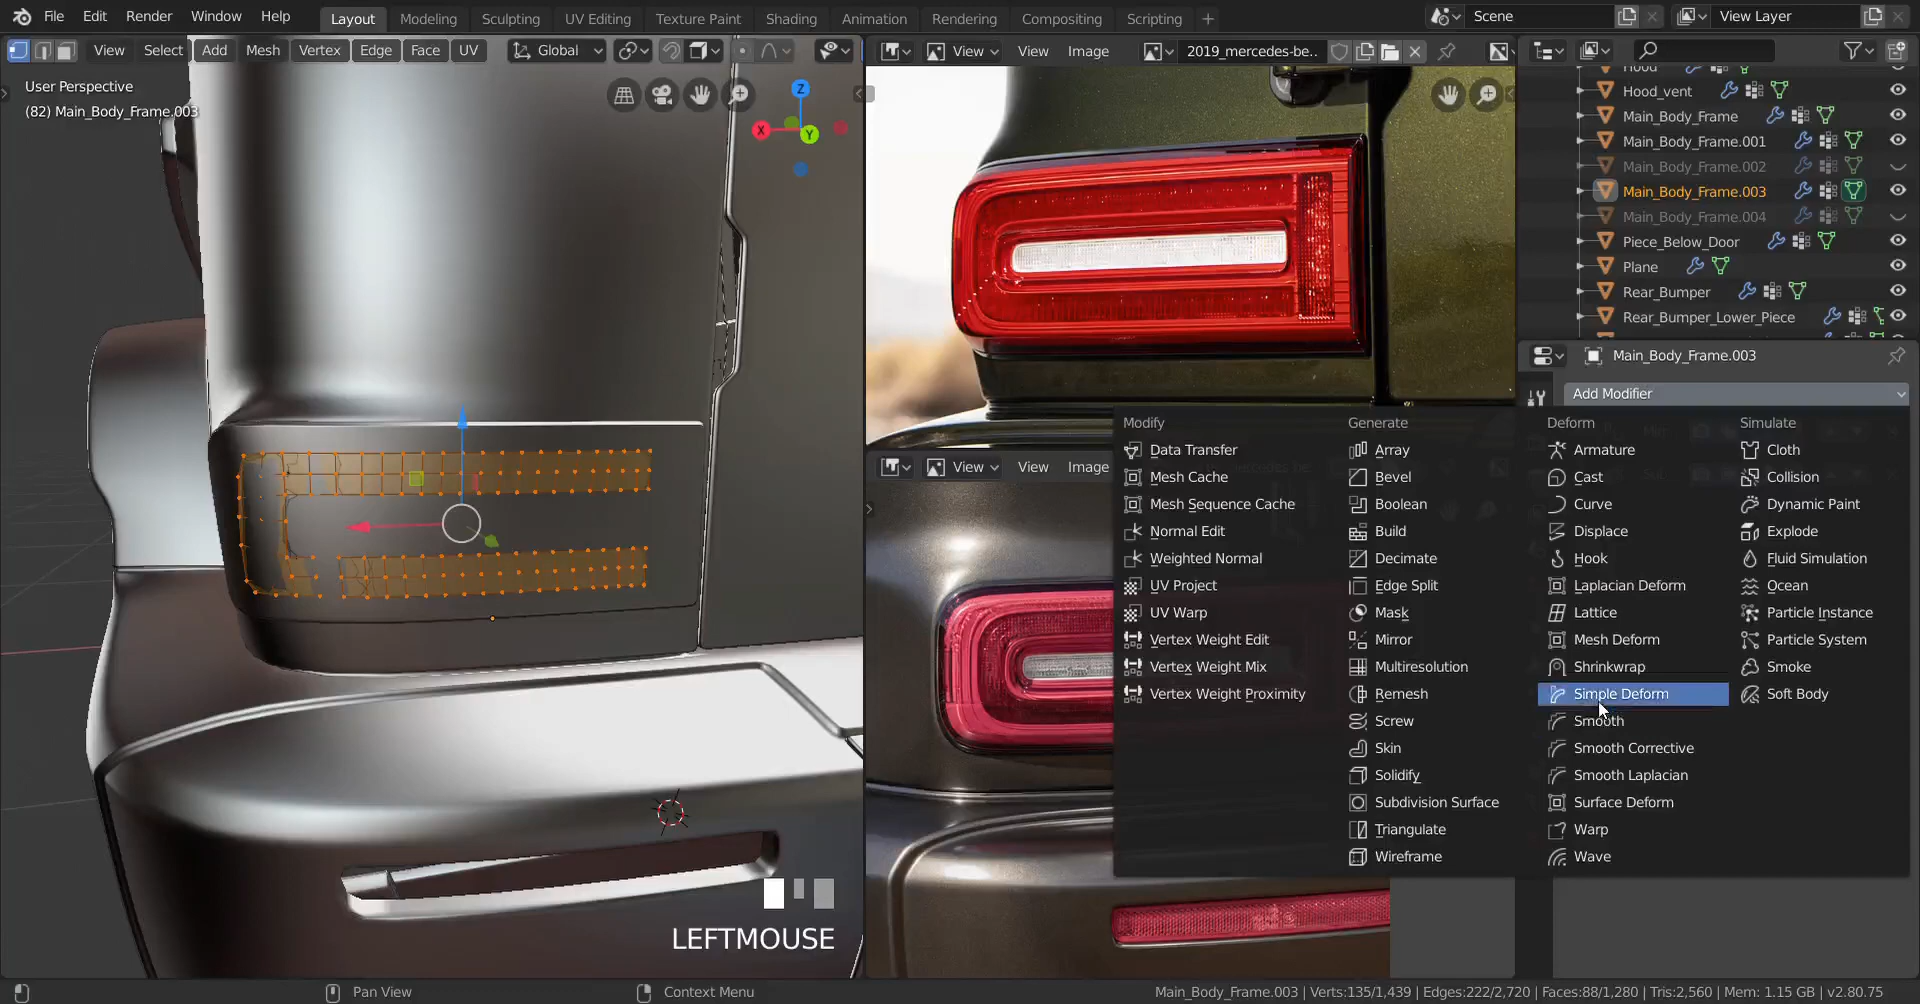 File Edit Render Window Help Layout Modeling Sculpting UV Editing Texture Paint Shading Animation Rendering Compositing Scripting + Scene View Layer
View Select Add Mesh Vertex Edge Face UV Global View View Image 2019_mercedes-be..
User Perspective
(82) Main_Body_Frame.003
Z
X
Y
Hood
Hood_vent
Main_Body_Frame
Main_Body_Frame.001
Main_Body_Frame.002
Main_Body_Frame.003
Main_Body_Frame.004
Piece_Below_Door
Plane
Rear_Bumper
Rear_Bumper_Lower_Piece
Main_Body_Frame.003
Add Modifier
View View Image
Modify
Data Transfer
Mesh Cache
Mesh Sequence Cache
Normal Edit
Weighted Normal
UV Project
UV Warp
Vertex Weight Edit
Vertex Weight Mix
Vertex Weight Proximity
Generate
Array
Bevel
Boolean
Build
Decimate
Edge Split
Mask
Mirror
Multiresolution
Remesh
Screw
Skin
Solidify
Subdivision Surface
Triangulate
Wireframe
Deform
Armature
Cast
Curve
Displace
Hook
Laplacian Deform
Lattice
Mesh Deform
Shrinkwrap
Simple Deform
Smooth
Smooth Corrective
Smooth Laplacian
Surface Deform
Warp
Wave
Simulate
Cloth
Collision
Dynamic Paint
Explode
Fluid Simulation
Ocean
Particle Instance
Particle System
Smoke
Soft Body
LEFTMOUSE
Pan View Context Menu Main_Body_Frame.003 | Verts:135/1,439 | Edges:222/2,720 | Faces:88/1,280 | Tris:2,560 | Mem: 1.15 GB | v2.80.75